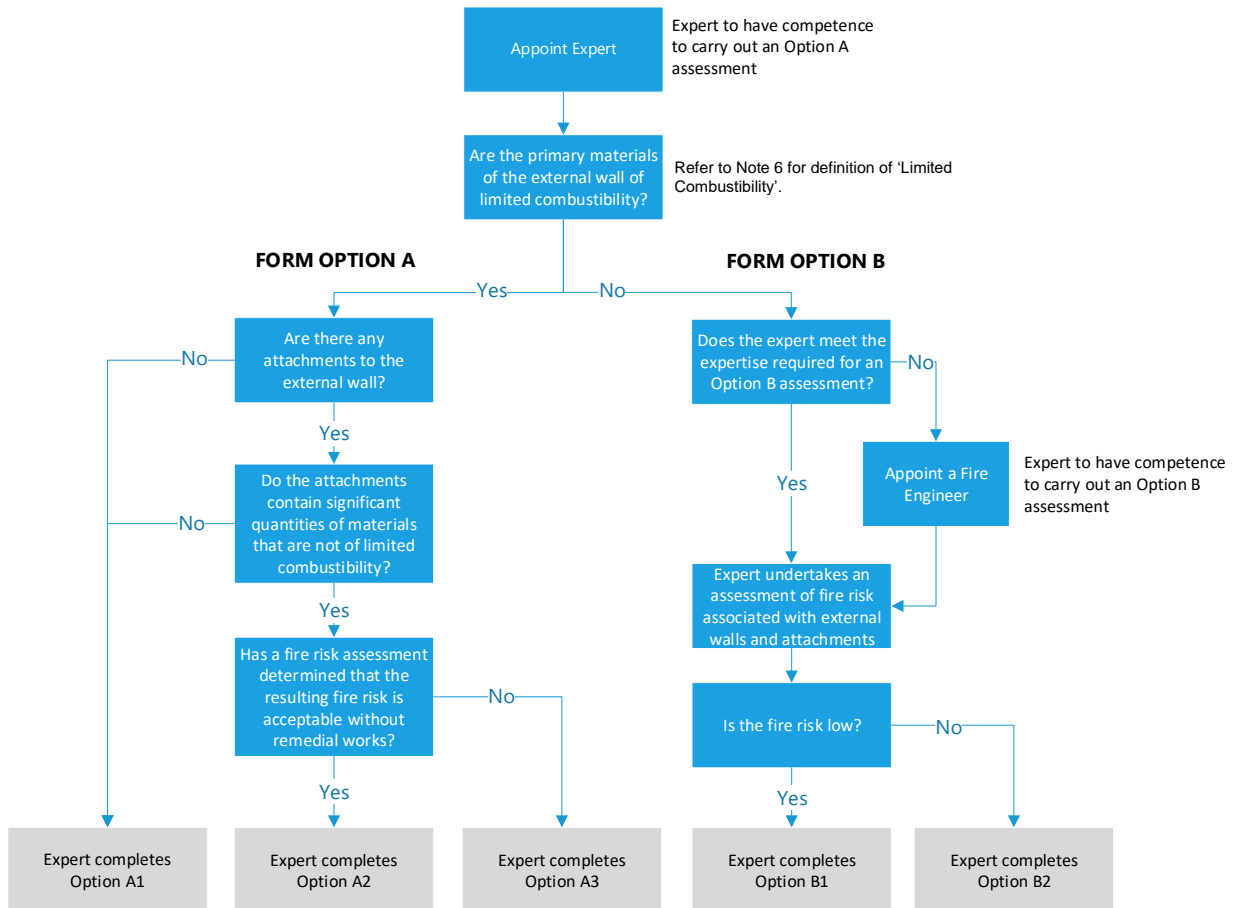 Appoint Expert
Expert to have competence
to carry out an Option A
assessment
Are the primary materials
of the external wall of
limited combustibility?
Refer to Note 6 for definition of ‘Limited
Combustibility’.
FORM OPTION A
FORM OPTION B
Yes
No
Are there any
attachments to the
external wall?
No
Yes
Does the expert meet the
expertise required for an
Option B assessment?
No
Yes
Appoint a Fire
Engineer
Expert to have competence
to carry out an Option B
assessment
Do the attachments
contain significant
quantities of materials
that are not of limited
combustibility?
No
Yes
Expert undertakes an
assessment of fire risk
associated with external
walls and attachments
Has a fire risk assessment
determined that the
resulting fire risk is
acceptable without
remedial works?
No
Yes
Is the fire risk low?
No
Yes
Expert completes
Option A1
Expert completes
Option A2
Expert completes
Option A3
Expert completes
Option B1
Expert completes
Option B2